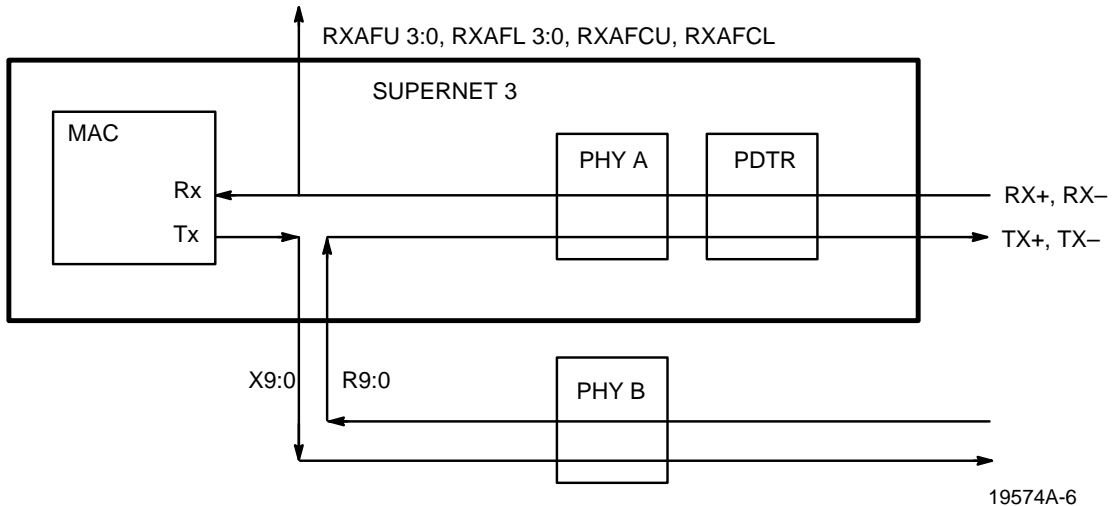 RXAFU 3:0, RXAFL 3:0, RXAFCU, RXAFCL
SUPERNET 3
MAC
PHY A
PDTR
Rx
RX+, RX–
Tx
TX+, TX–
X9:0
R9:0
PHY B
19574A-6